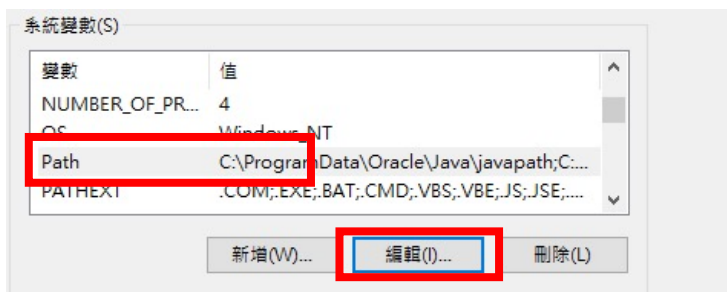 系統變數(S)
變數 值
NUMBER_OF_PR... 4
OS Windows_NT
Path C:\ProgramData\Oracle\Java\javapath;C:...
PATHEXT .COM;.EXE;.BAT;.CMD;.VBS;.VBE;.JS;.JSE;....
新增(W)... 編輯(I)... 刪除(L)